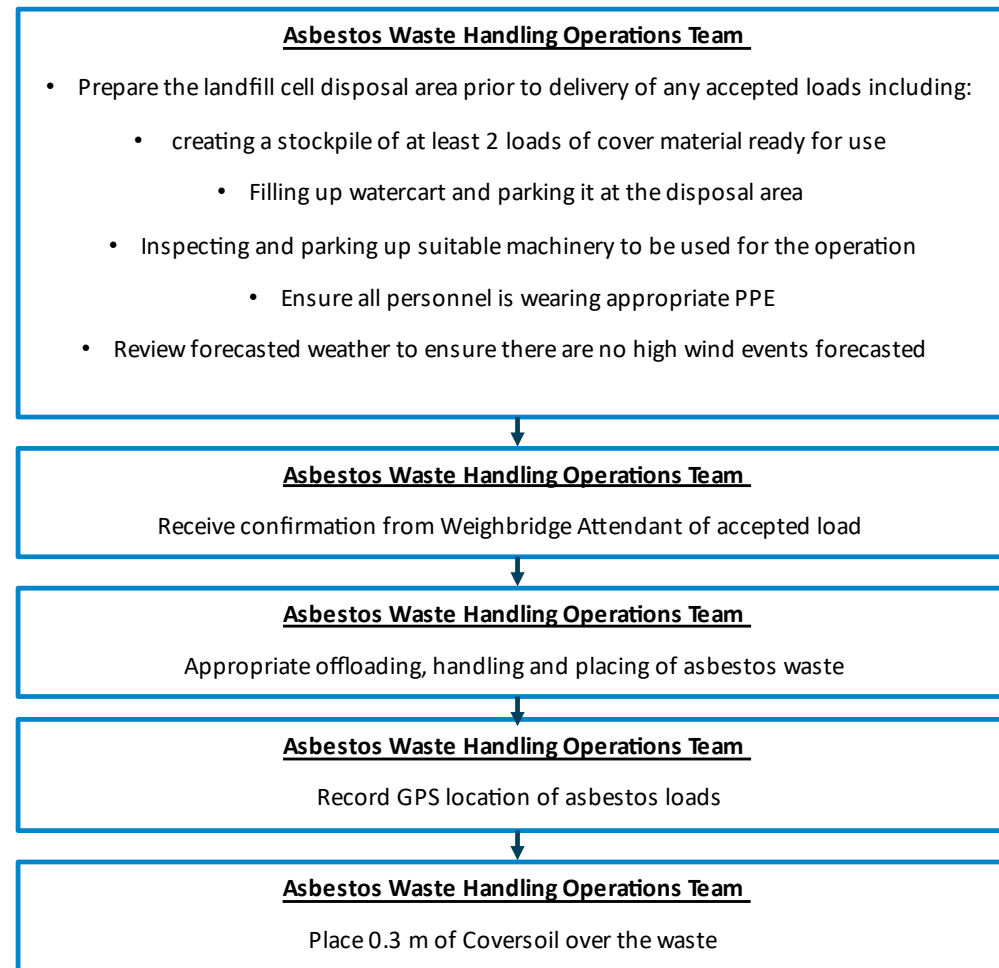 Asbestos Waste Handling Operations Team
• Prepare the landfill cell disposal area prior to delivery of any accepted loads including:
• creating a stockpile of at least 2 loads of cover material ready for use
• Filling up watercart and parking it at the disposal area
• Inspecting and parking up suitable machinery to be used for the operation
• Ensure all personnel is wearing appropriate PPE
• Review forecasted weather to ensure there are no high wind events forecasted
Asbestos Waste Handling Operations Team
Receive confirmation from Weighbridge Attendant of accepted load
Asbestos Waste Handling Operations Team
Appropriate offloading, handling and placing of asbestos waste
Asbestos Waste Handling Operations Team
Record GPS location of asbestos loads
Asbestos Waste Handling Operations Team
Place 0.3 m of Coversoil over the waste